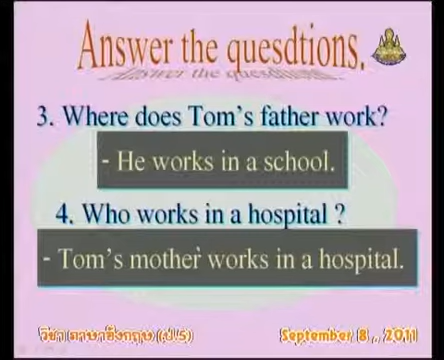 Answer the quesdtions.
3. Where does Tom's father work?
- He works in a school.
4. Who works in a hospital ?
- Tom's mother works in a hospital.
วิชา ภาษาอังกฤษ (ป.5)
September 8 , 2011